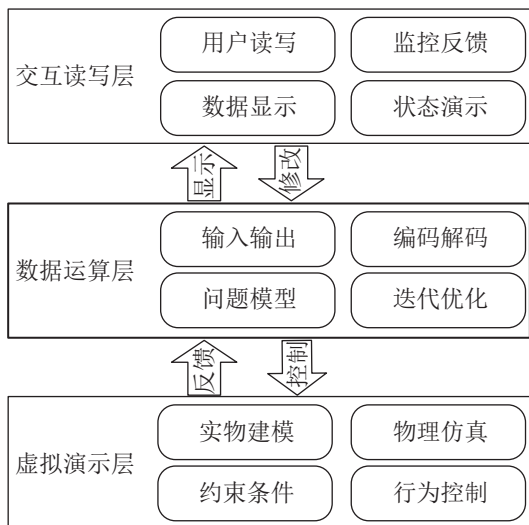 用户读写
监控反馈
交互读写层
数据显示
状态演示
显示
修改
输入输出
编码解码
数据运算层
问题模型
迭代优化
反馈
控制
实物建模
物理仿真
虚拟演示层
约束条件
行为控制